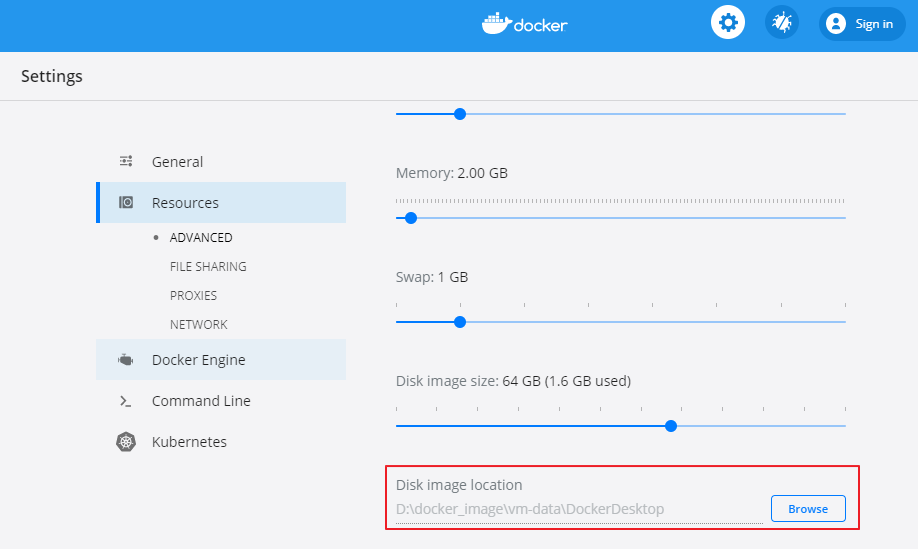 docker
Sign in
Settings
General
Resources
ADVANCED
FILE SHARING
PROXIES
NETWORK
Docker Engine
Command Line
Kubernetes
Memory: 2.00 GB
Swap: 1 GB
Disk image size: 64 GB (1.6 GB used)
Disk image location
D:\docker_image\vm-data\DockerDesktop
Browse